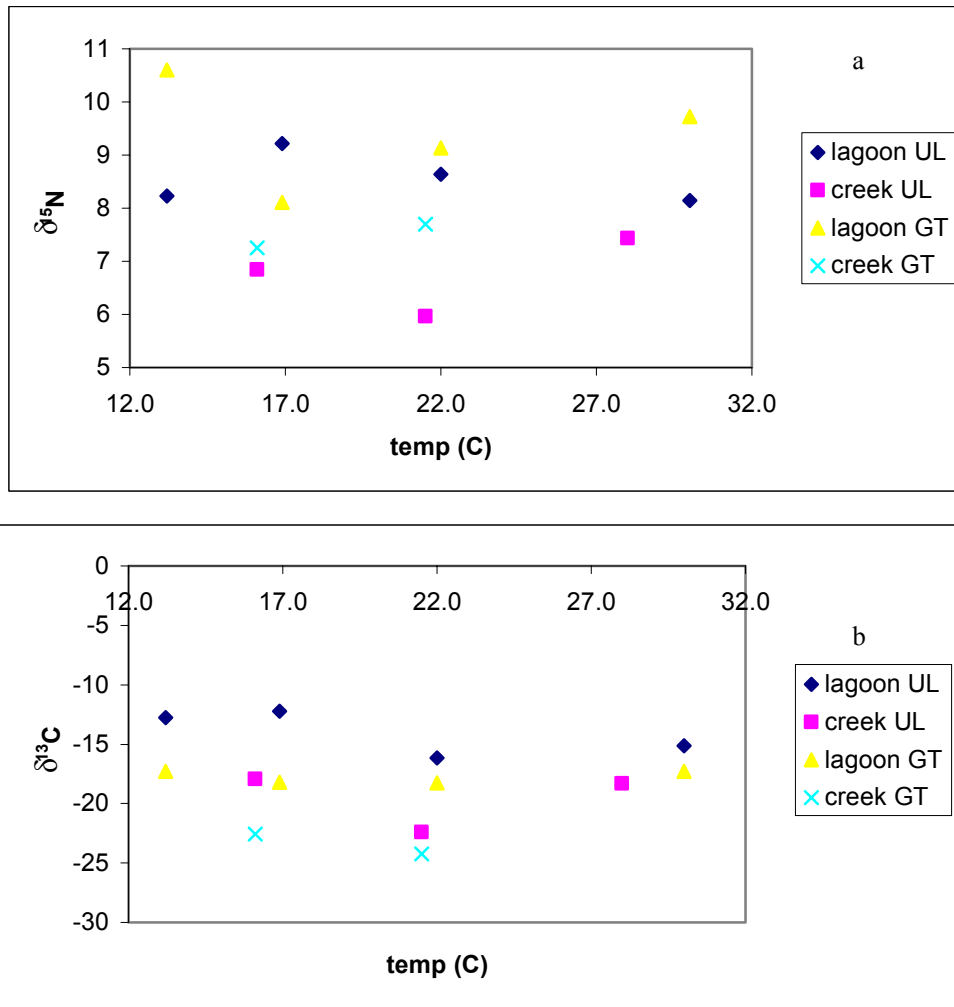 a
11
10
9
8
7
6
5
δ15N
12.0 17.0 22.0 27.0 32.0
temp (C)
lagoon UL
creek UL
lagoon GT
creek GT
b
0
-5
-10
-15
-20
-25
-30
δ13C
12.0 17.0 22.0 27.0 32.0
temp (C)
lagoon UL
creek UL
lagoon GT
creek GT